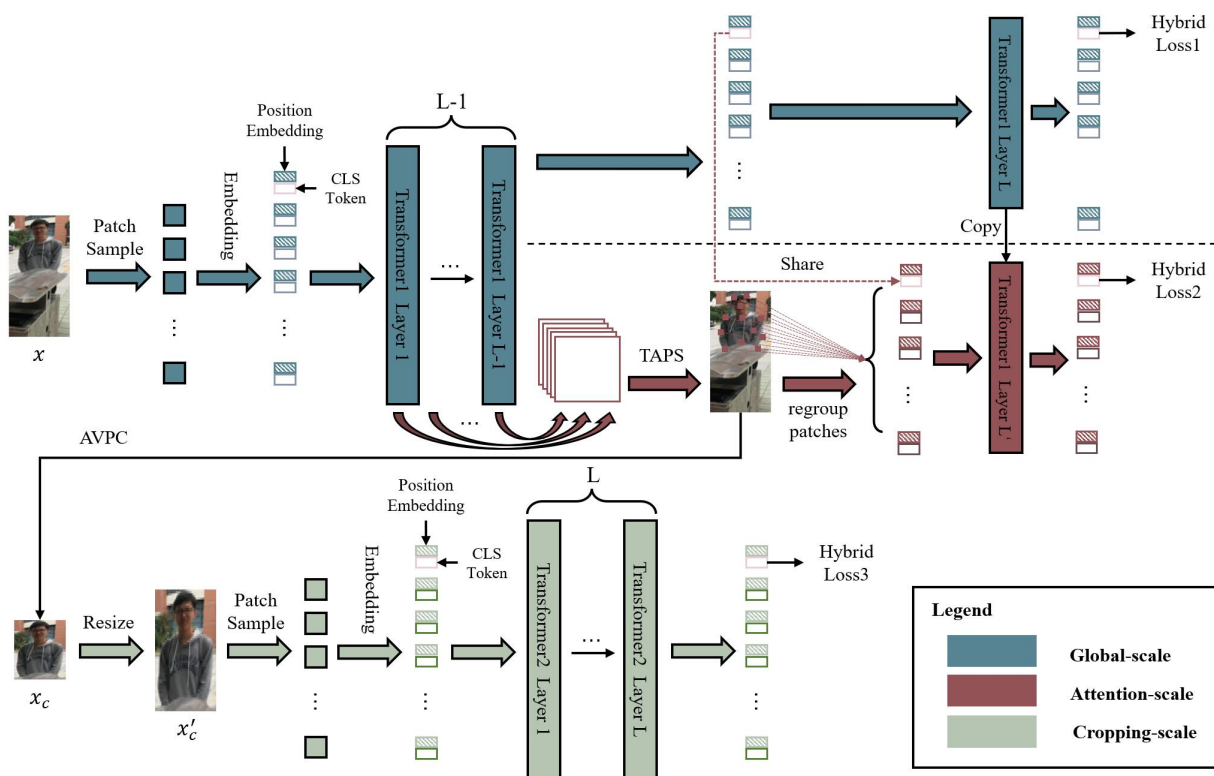 Hybrid
Loss1
Transformer1 Layer L
L-1
Position
Embedding
CLS
Token
Transformer1 Layer 1
...
Transformer1 Layer L-1
Patch
Sample
Embedding
...
...
...
...
x
Copy
Share
Hybrid
Loss2
Transformer1 Layer L'
TAPS
regroup
patches
...
...
...
AVPC
L
Position
Embedding
CLS
Token
Hybrid
Loss3
Transformer2 Layer 1
...
Transformer2 Layer L
Resize
Patch
Sample
Embedding
...
...
...
x_c
x'_c
Legend
Global-scale
Attention-scale
Cropping-scale